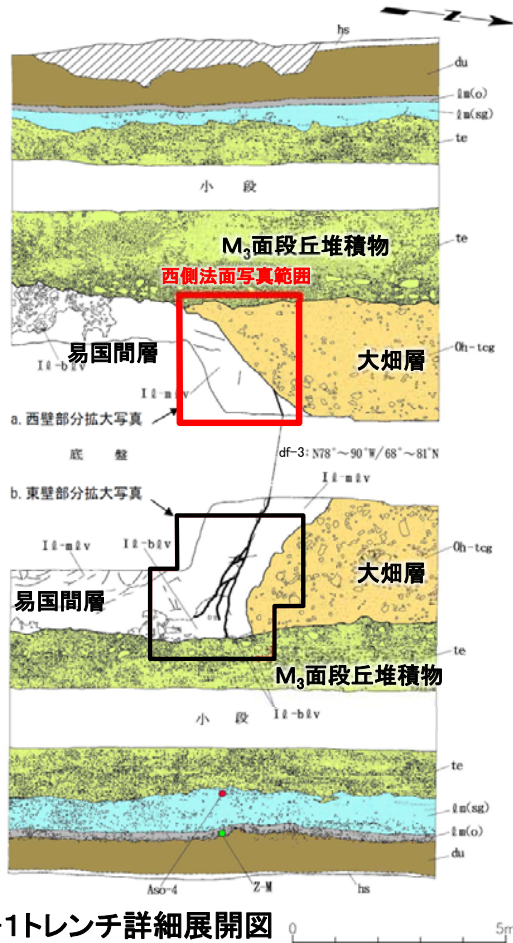 Z
hs
du
ℓm(o)
ℓm(sg)
te
小 段
te
M₃面段丘堆積物
西側法面写真範囲
易国間層
大畑層
Oh-tcg
Iℓ-bℓv
Iℓ-mℓv
a. 西壁部分拡大写真
底 盤
df-3: N78°～90°W/68°～81°N
b. 東壁部分拡大写真
Iℓ-mℓv
Iℓ-mℓv
Iℓ-bℓv
Oh-tcg
大畑層
易国間層
te
M₃面段丘堆積物
Iℓ-bℓv
小 段
te
ℓm(sg)
ℓm(o)
du
Aso-4
Z-M
hs
-1トレンチ詳細展開図
0 5m